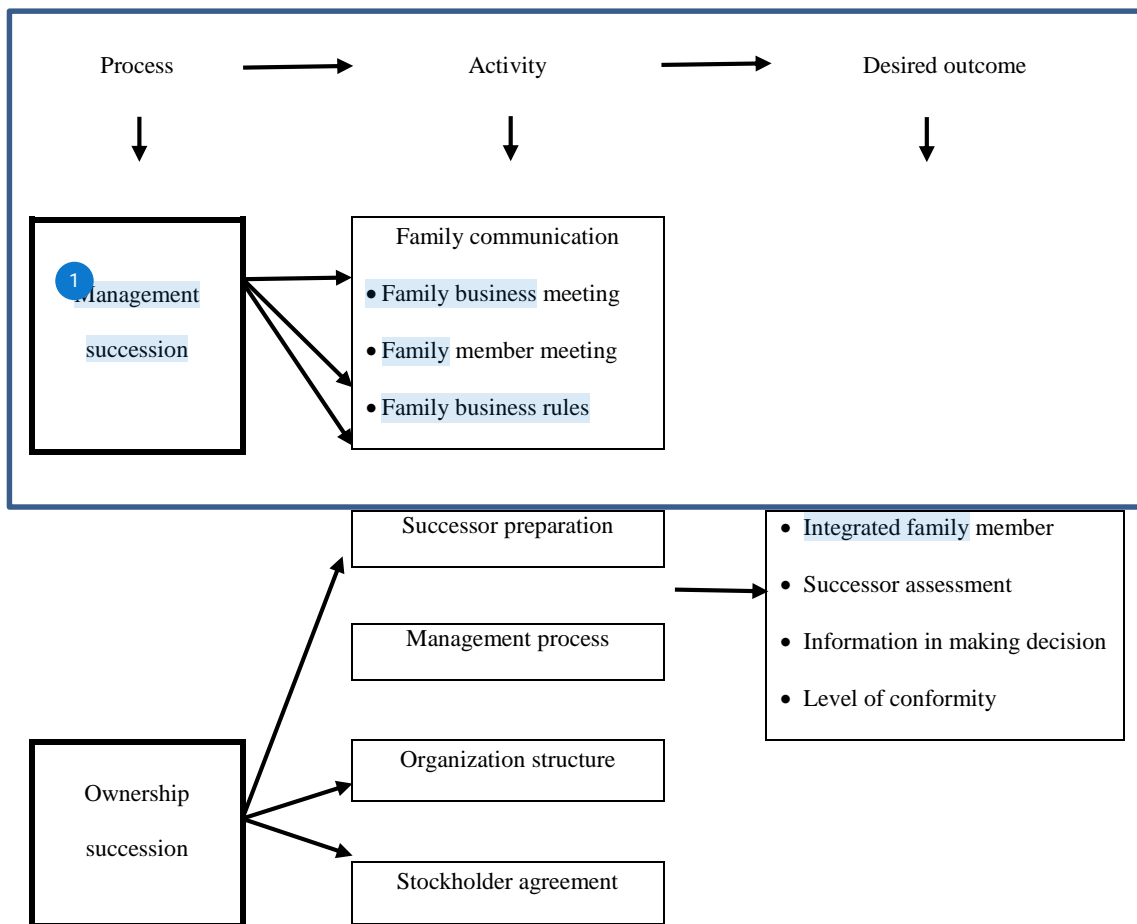 Process
Activity
Desired outcome
1
Management
succession
Family communication
• Family business meeting
• Family member meeting
• Family business rules
Successor preparation
Management process
Organization structure
Stockholder agreement
• Integrated family member
• Successor assessment
• Information in making decision
• Level of conformity
Ownership
succession